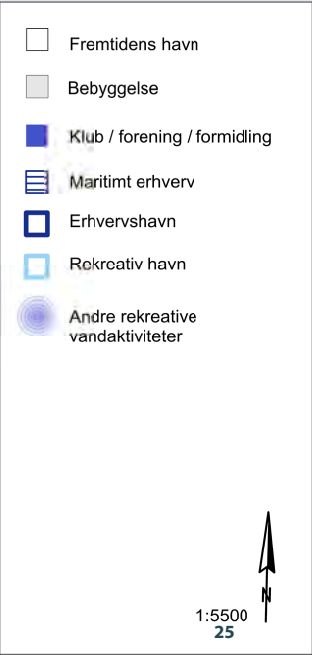 Fremtidens havn
Bebyggelse
Klub / forening / formidling
Maritimt erhverv
Erhvervshavn
Rekreativ havn
Andre rekreative
vandaktiviteter
N
1:5500
25